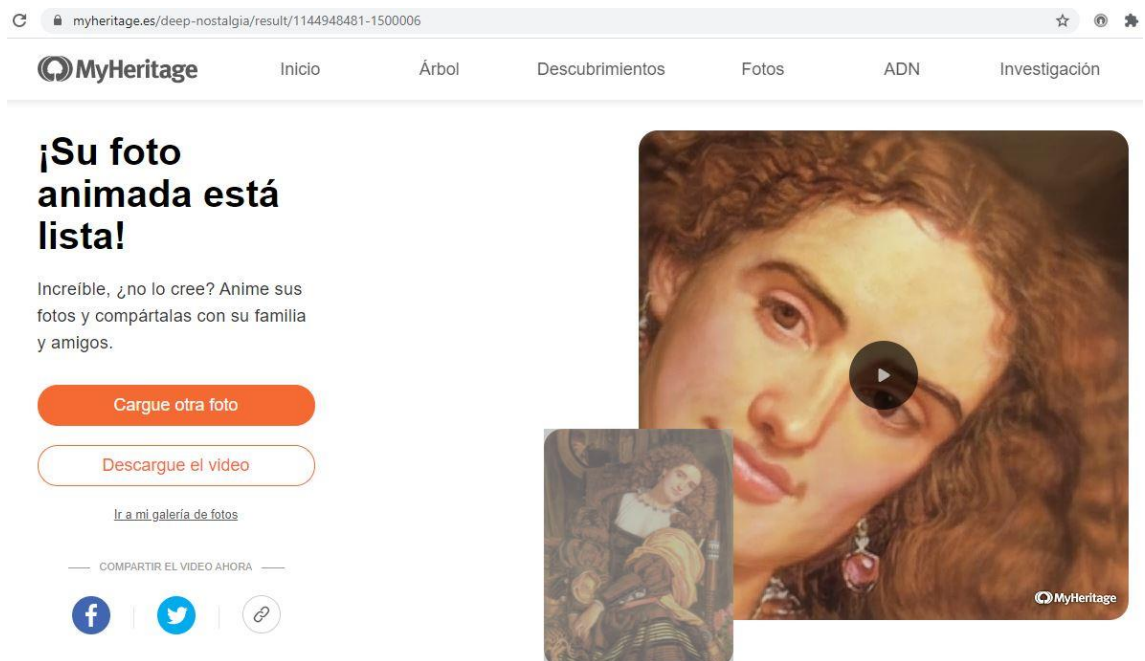 myheritage.es/deep-nostalgia/result/1144948481-1500006
MyHeritage Inicio Árbol Descubrimientos Fotos ADN Investigación
¡Su foto
animada está
lista!
Increíble, ¿no lo cree? Anime sus
fotos y compártalas con su familia
y amigos.
Cargue otra foto
Descargue el video
Ir a mi galería de fotos
COMPARTIR EL VIDEO AHORA
MyHeritage